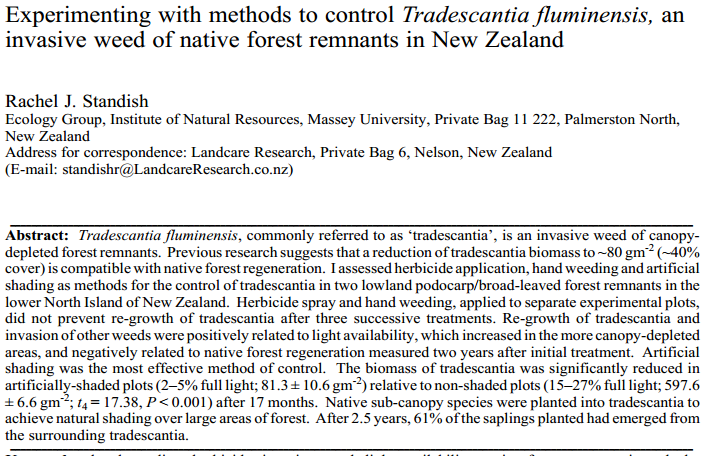 Experimenting with methods to control Tradescantia fluminensis, an
invasive weed of native forest remnants in New Zealand
Rachel J. Standish
Ecology Group, Institute of Natural Resources, Massey University, Private Bag 11 222, Palmerston North,
New Zealand
Address for correspondence: Landcare Research, Private Bag 6, Nelson, New Zealand
(E-mail: standishr@LandcareResearch.co.nz)
Abstract: Tradescantia fluminensis, commonly referred to as ‘tradescantia’, is an invasive weed of canopy-
depleted forest remnants. Previous research suggests that a reduction of tradescantia biomass to ~80 gm-2 (~40%
cover) is compatible with native forest regeneration. I assessed herbicide application, hand weeding and artificial
shading as methods for the control of tradescantia in two lowland podocarp/broad-leaved forest remnants in the
lower North Island of New Zealand. Herbicide spray and hand weeding, applied to separate experimental plots,
did not prevent re-growth of tradescantia after three successive treatments. Re-growth of tradescantia and
invasion of other weeds were positively related to light availability, which increased in the more canopy-depleted
areas, and negatively related to native forest regeneration measured two years after initial treatment. Artificial
shading was the most effective method of control. The biomass of tradescantia was significantly reduced in
artificially-shaded plots (2–5% full light; 81.3 ± 10.6 gm-2) relative to non-shaded plots (15–27% full light; 597.6
± 6.6 gm-2; t4 = 17.38, P < 0.001) after 17 months. Native sub-canopy species were planted into tradescantia to
achieve natural shading over large areas of forest. After 2.5 years, 61% of the saplings planted had emerged from
the surrounding tradescantia.